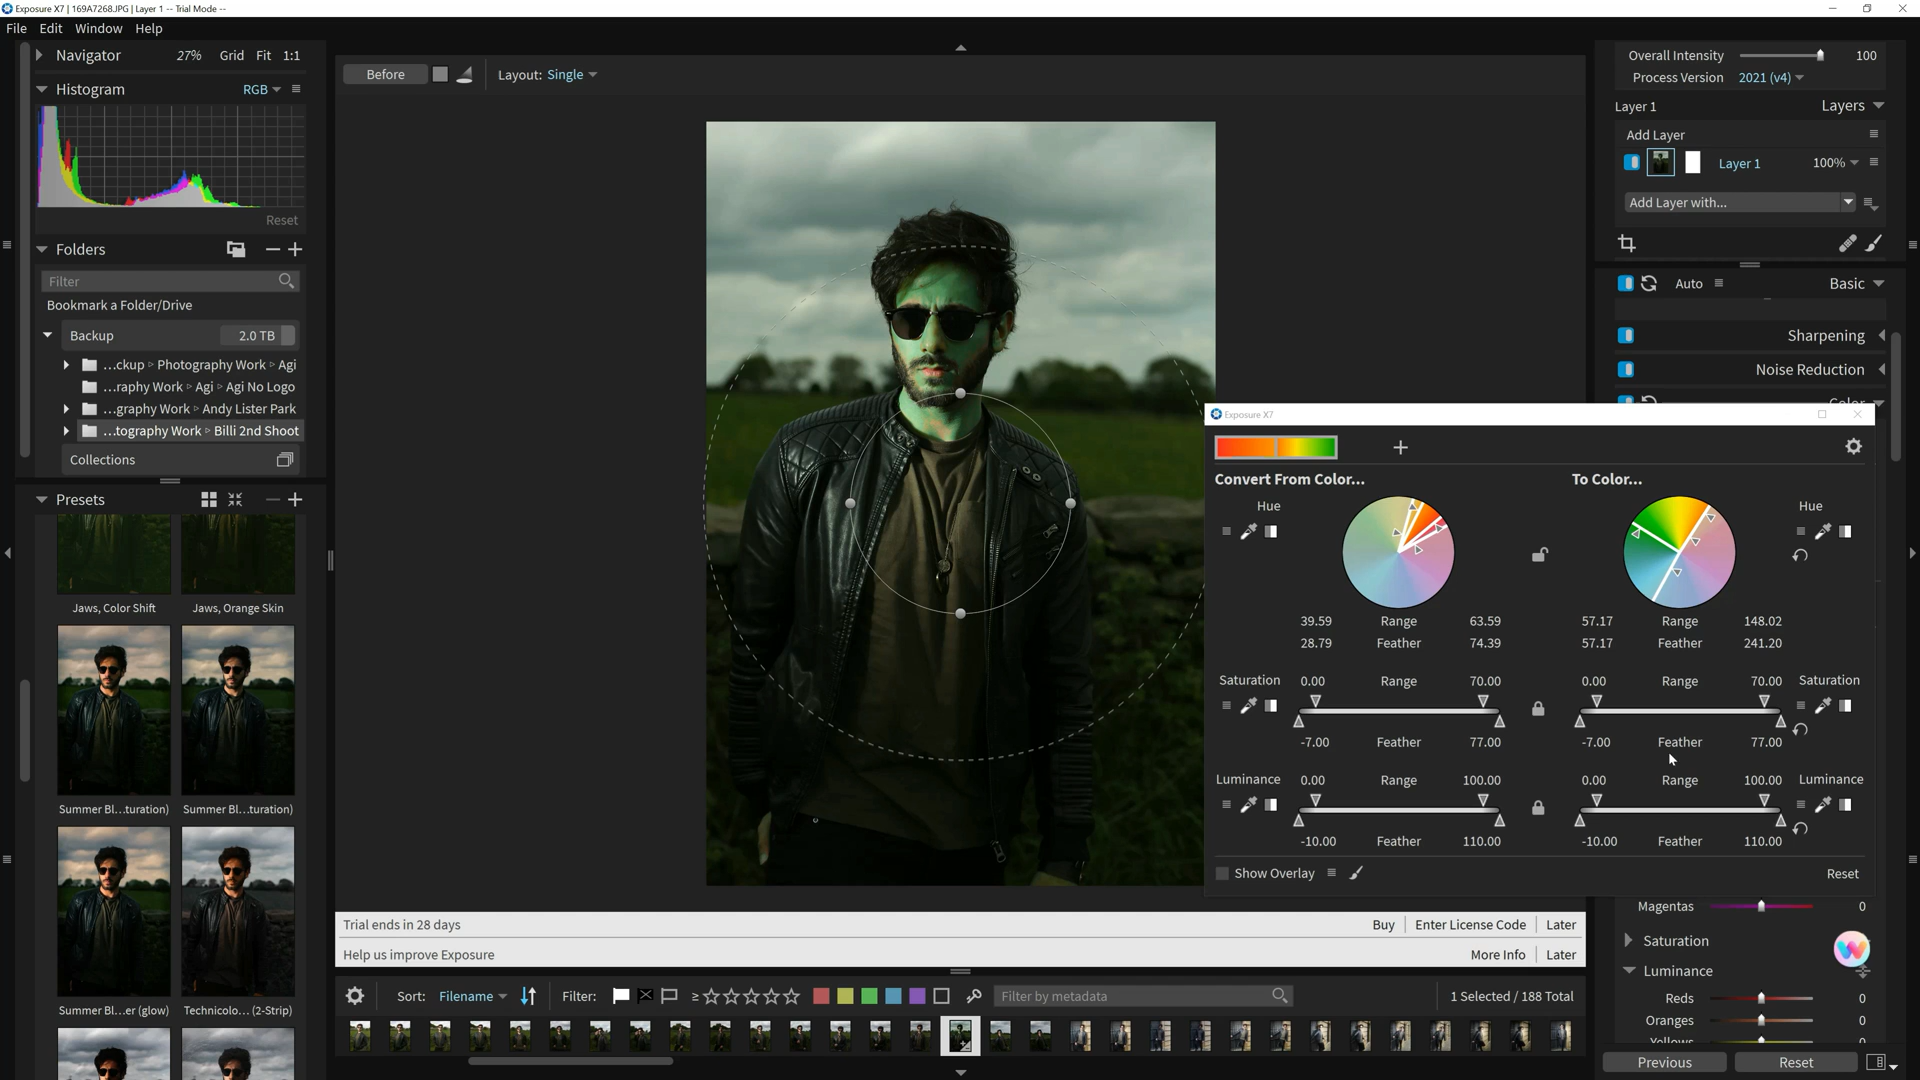 Exposure X7 | 169A7268.JPG | Layer 1 -- Trial Mode --
File Edit Window Help
Navigator 27% Grid Fit 1:1
Histogram RGB
Reset
Folders
Filter
Bookmark a Folder/Drive
Backup 2.0 TB
...ckup ▹ Photography Work ▹ Agi
...raphy Work ▹ Agi ▹ Agi No Logo
...graphy Work ▹ Andy Lister Park
...tography Work ▹ Billi 2nd Shoot
Collections
Presets
Jaws, Color Shift Jaws, Orange Skin
Summer Bl...turation) Summer Bl...turation)
Summer Bl...er (glow) Technicolo... (2-Strip)
Before Layout: Single
Trial ends in 28 days Buy Enter License Code Later
Help us improve Exposure More Info Later
Sort: Filename Filter: ≥ Filter by metadata 1 Selected / 188 Total
Overall Intensity 100
Process Version 2021 (v4)
Layer 1 Layers
Add Layer
Layer 1 100%
Add Layer with...
Auto Basic
Sharpening
Noise Reduction
Color
Exposure X7
Convert From Color... To Color...
Hue Hue
39.59 Range 63.59 57.17 Range 148.02
28.79 Feather 74.39 57.17 Feather 241.20
Saturation 0.00 Range 70.00 0.00 Range 70.00 Saturation
-7.00 Feather 77.00 -7.00 Feather 77.00
Luminance 0.00 Range 100.00 0.00 Range 100.00 Luminance
-10.00 Feather 110.00 -10.00 Feather 110.00
Show Overlay Reset
Magentas 0
Saturation
Luminance
Reds 0
Oranges 0
Yellows 0
Previous Reset